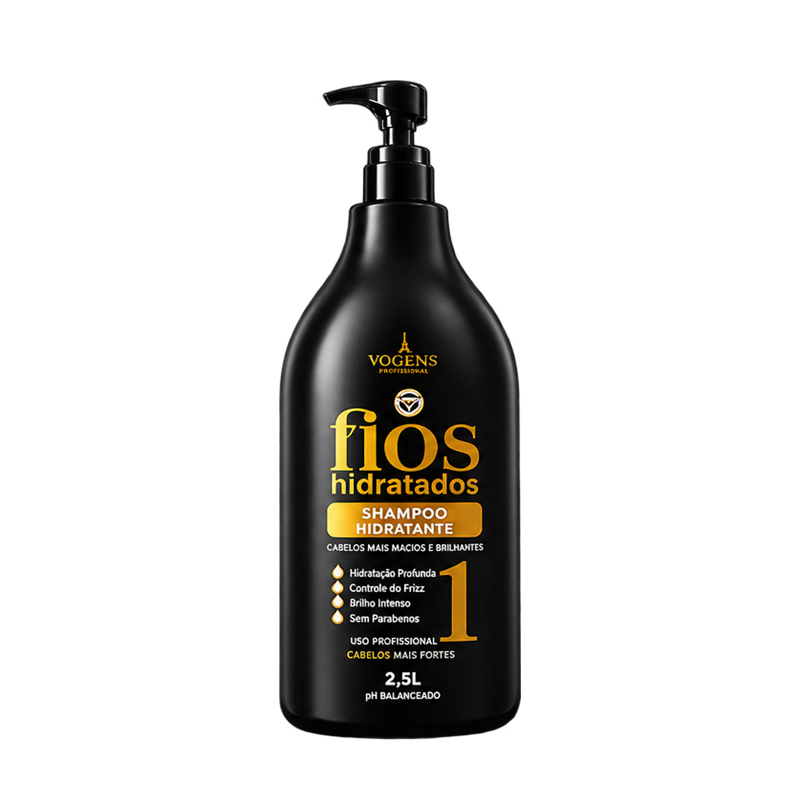 VOGENS
PROFISSIONAL
fios
hidratados
SHAMPOO
HIDRATANTE
CABELOS MAIS MACIOS E BRILHANTES
Hidratação Profunda
Controle do Frizz
Brilho Intenso
Sem Parabenos
1
USO PROFISSIONAL
CABELOS MAIS FORTES
2,5L
pH BALANCEADO